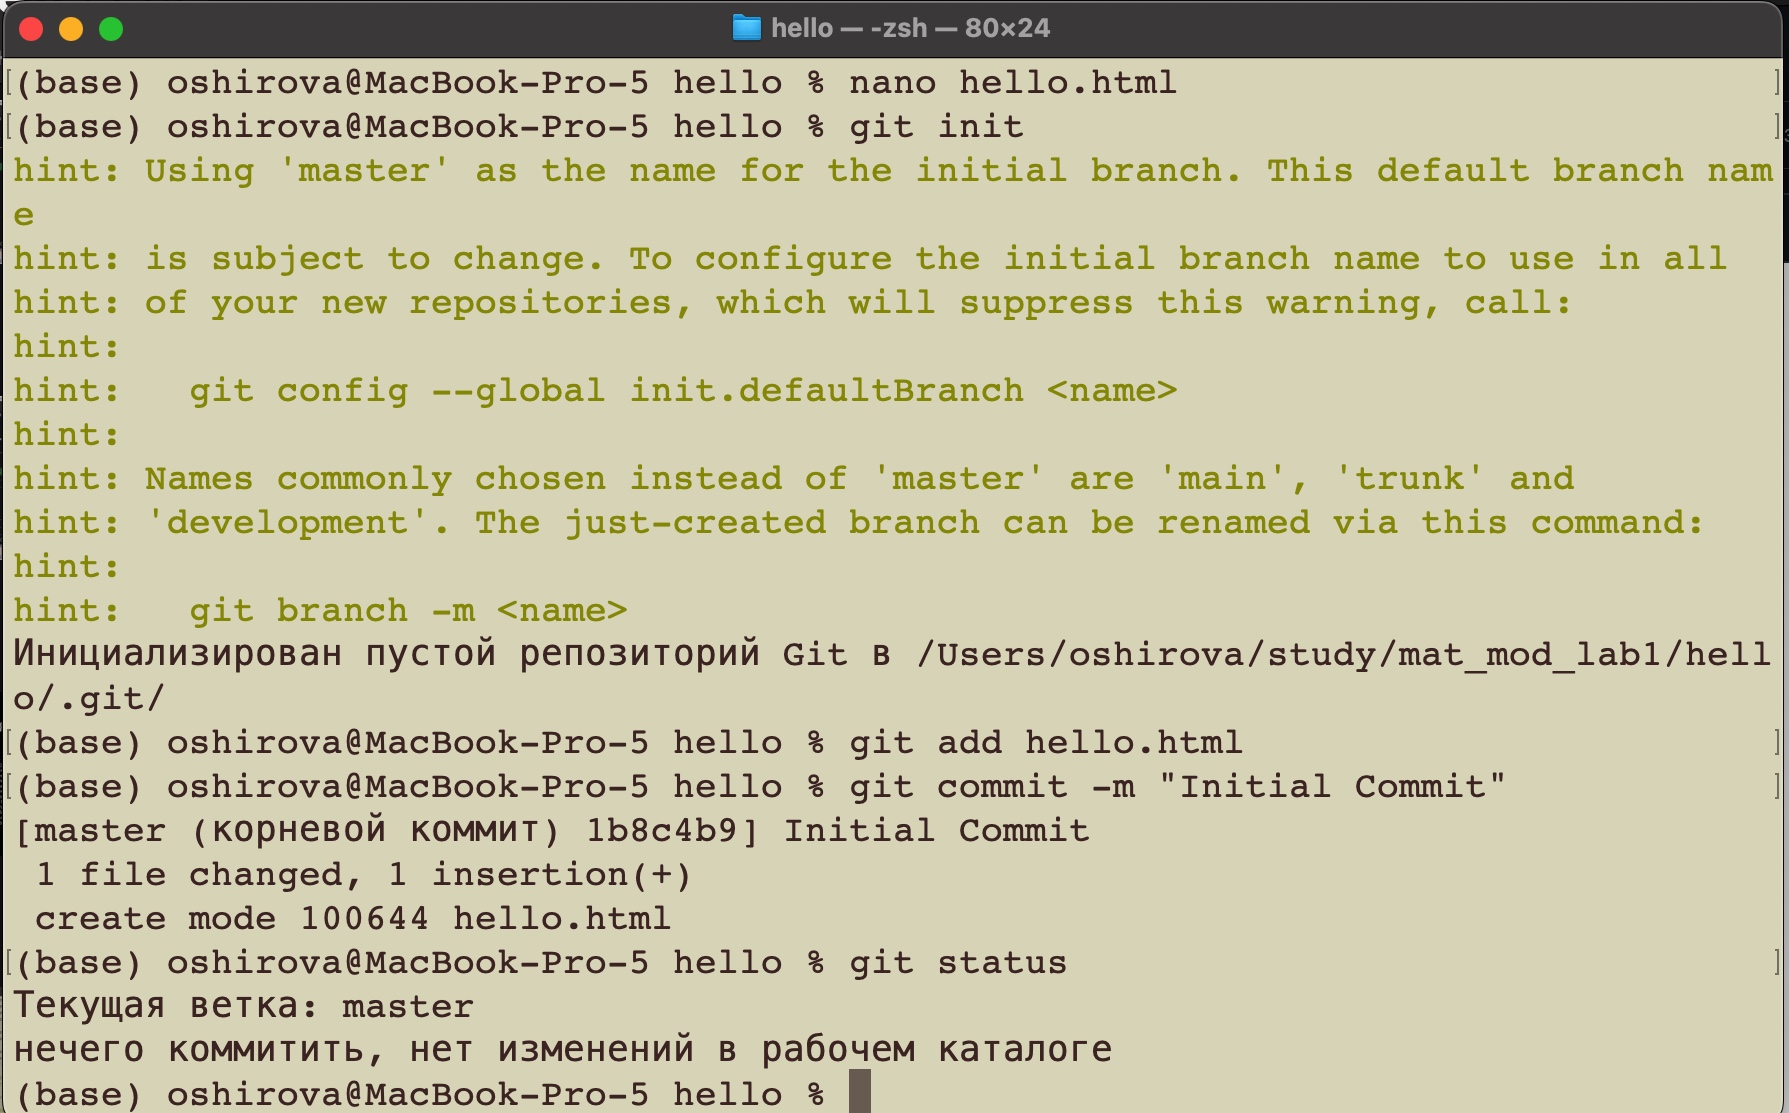 hello — -zsh — 80×24
(base) oshirova@MacBook-Pro-5 hello % nano hello.html
(base) oshirova@MacBook-Pro-5 hello % git init
hint: Using 'master' as the name for the initial branch. This default branch nam
e
hint: is subject to change. To configure the initial branch name to use in all
hint: of your new repositories, which will suppress this warning, call:
hint:
hint:   git config --global init.defaultBranch <name>
hint:
hint: Names commonly chosen instead of 'master' are 'main', 'trunk' and
hint: 'development'. The just-created branch can be renamed via this command:
hint:
hint:   git branch -m <name>
Инициализирован пустой репозиторий Git в /Users/oshirova/study/mat_mod_lab1/hell
o/.git/
(base) oshirova@MacBook-Pro-5 hello % git add hello.html
(base) oshirova@MacBook-Pro-5 hello % git commit -m "Initial Commit"
[master (корневой коммит) 1b8c4b9] Initial Commit
 1 file changed, 1 insertion(+)
 create mode 100644 hello.html
(base) oshirova@MacBook-Pro-5 hello % git status
Текущая ветка: master
нечего коммитить, нет изменений в рабочем каталоге
(base) oshirova@MacBook-Pro-5 hello %